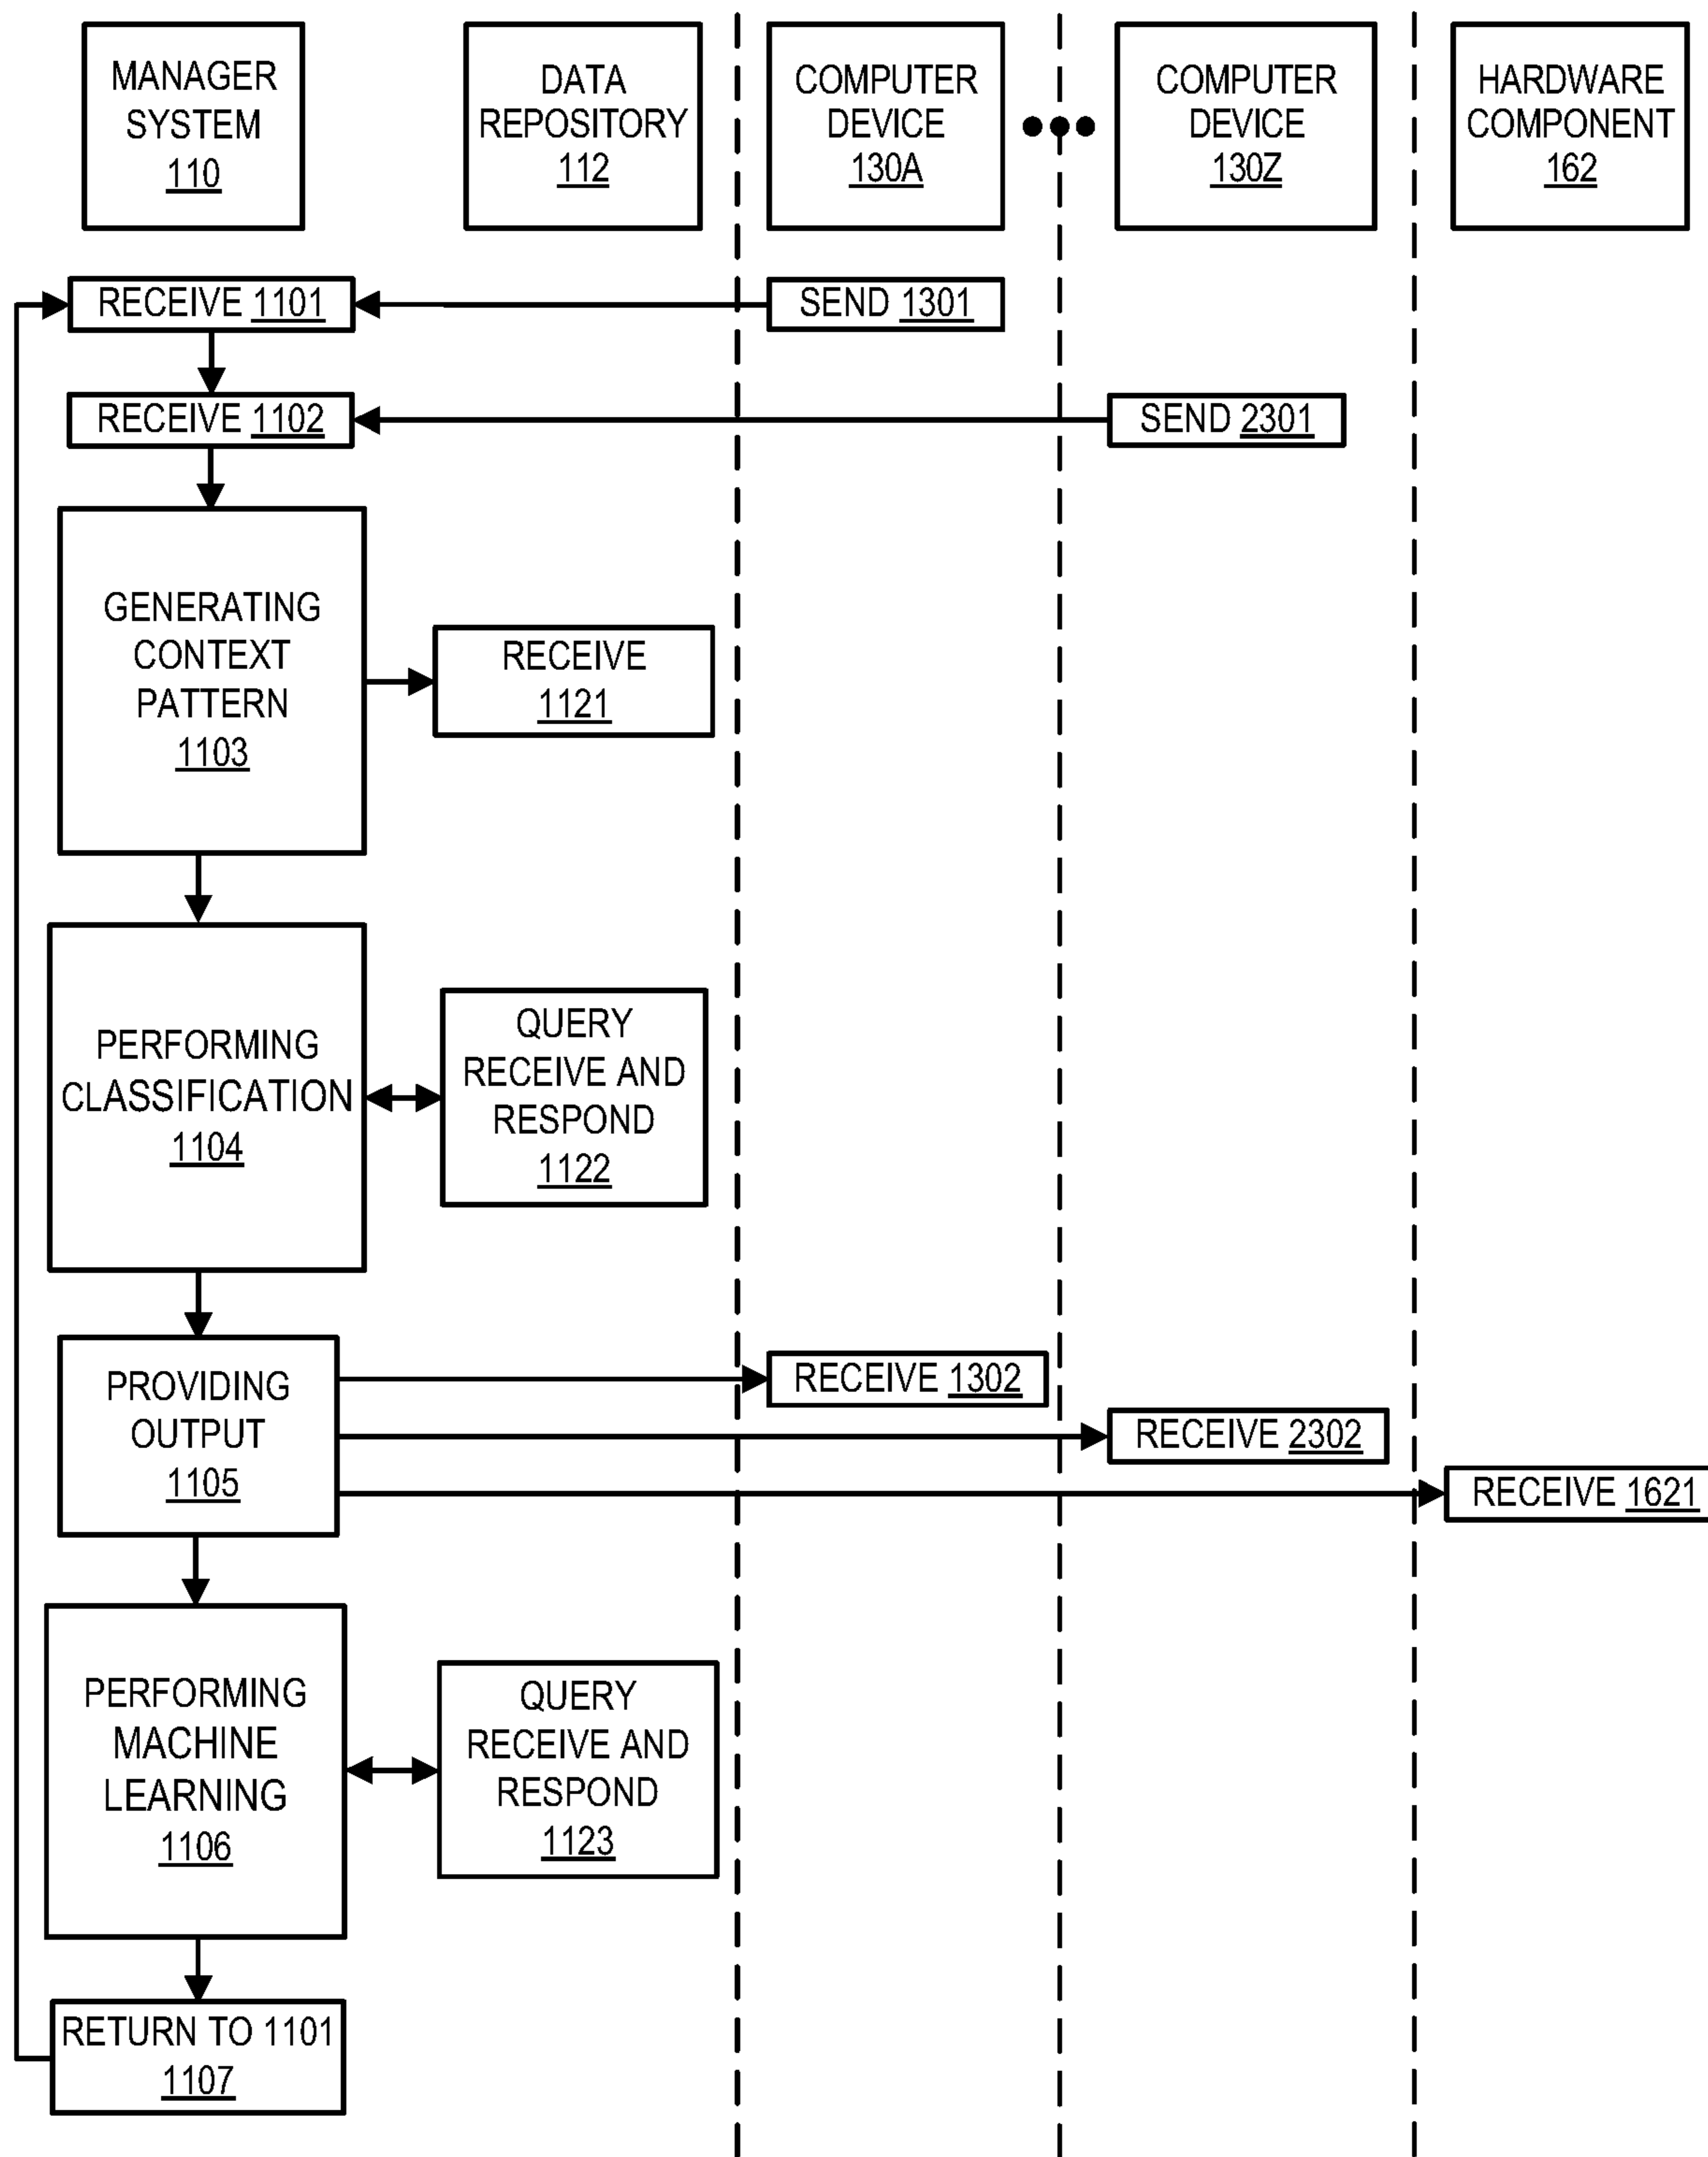 MANAGER
SYSTEM
110
DATA
REPOSITORY
112
COMPUTER
DEVICE
130A
COMPUTER
DEVICE
130Z
HARDWARE
COMPONENT
162
RECEIVE 1101
SEND 1301
RECEIVE 1102
SEND 2301
GENERATING
CONTEXT
PATTERN
1103
RECEIVE
1121
PERFORMING
CLASSIFICATION
1104
QUERY
RECEIVE AND
RESPOND
1122
PROVIDING
OUTPUT
1105
RECEIVE 1302
RECEIVE 2302
RECEIVE 1621
PERFORMING
MACHINE
LEARNING
1106
QUERY
RECEIVE AND
RESPOND
1123
RETURN TO 1101
1107